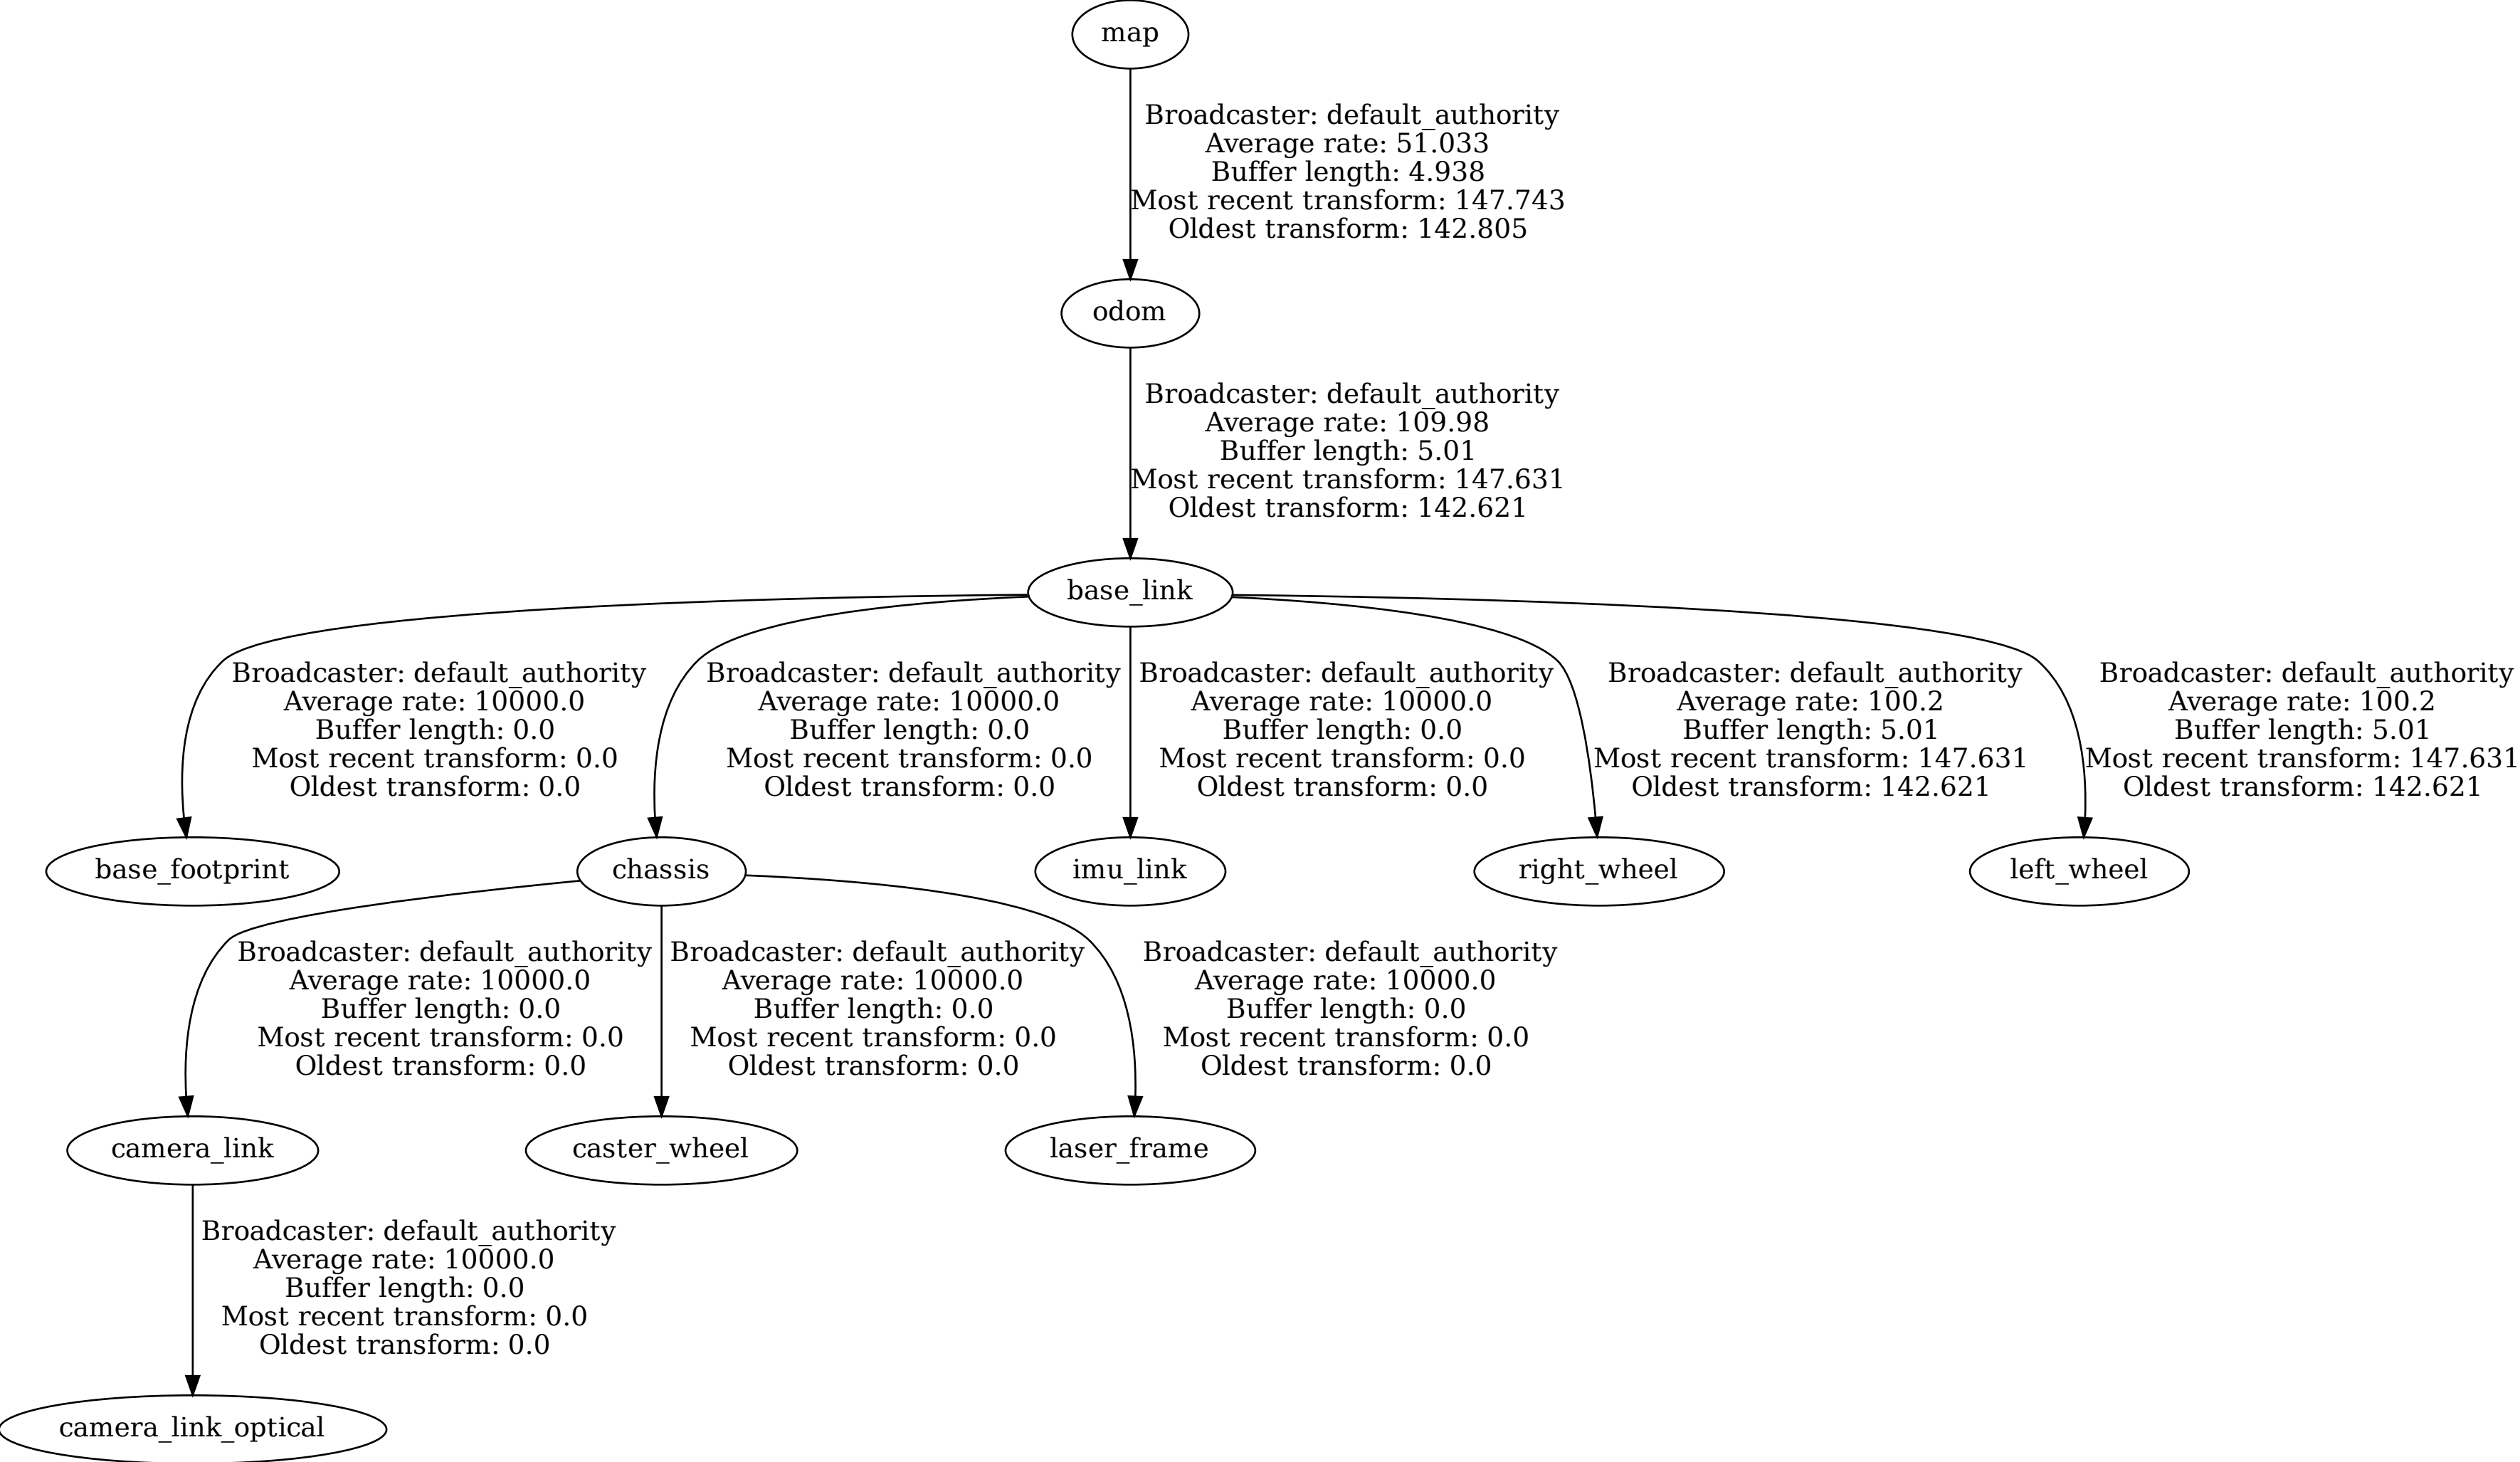 map
Broadcaster: default_authority
Average rate: 51.033
Buffer length: 4.938
Most recent transform: 147.743
Oldest transform: 142.805
odom
Broadcaster: default_authority
Average rate: 109.98
Buffer length: 5.01
Most recent transform: 147.631
Oldest transform: 142.621
base_link
Broadcaster: default_authority
Average rate: 10000.0
Buffer length: 0.0
Most recent transform: 0.0
Oldest transform: 0.0
Broadcaster: default_authority
Average rate: 10000.0
Buffer length: 0.0
Most recent transform: 0.0
Oldest transform: 0.0
Broadcaster: default_authority
Average rate: 10000.0
Buffer length: 0.0
Most recent transform: 0.0
Oldest transform: 0.0
Broadcaster: default_authority
Average rate: 100.2
Buffer length: 5.01
Most recent transform: 147.631
Oldest transform: 142.621
Broadcaster: default_authority
Average rate: 100.2
Buffer length: 5.01
Most recent transform: 147.631
Oldest transform: 142.621
base_footprint
chassis
imu_link
right_wheel
left_wheel
Broadcaster: default_authority
Average rate: 10000.0
Buffer length: 0.0
Most recent transform: 0.0
Oldest transform: 0.0
Broadcaster: default_authority
Average rate: 10000.0
Buffer length: 0.0
Most recent transform: 0.0
Oldest transform: 0.0
Broadcaster: default_authority
Average rate: 10000.0
Buffer length: 0.0
Most recent transform: 0.0
Oldest transform: 0.0
camera_link
caster_wheel
laser_frame
Broadcaster: default_authority
Average rate: 10000.0
Buffer length: 0.0
Most recent transform: 0.0
Oldest transform: 0.0
camera_link_optical